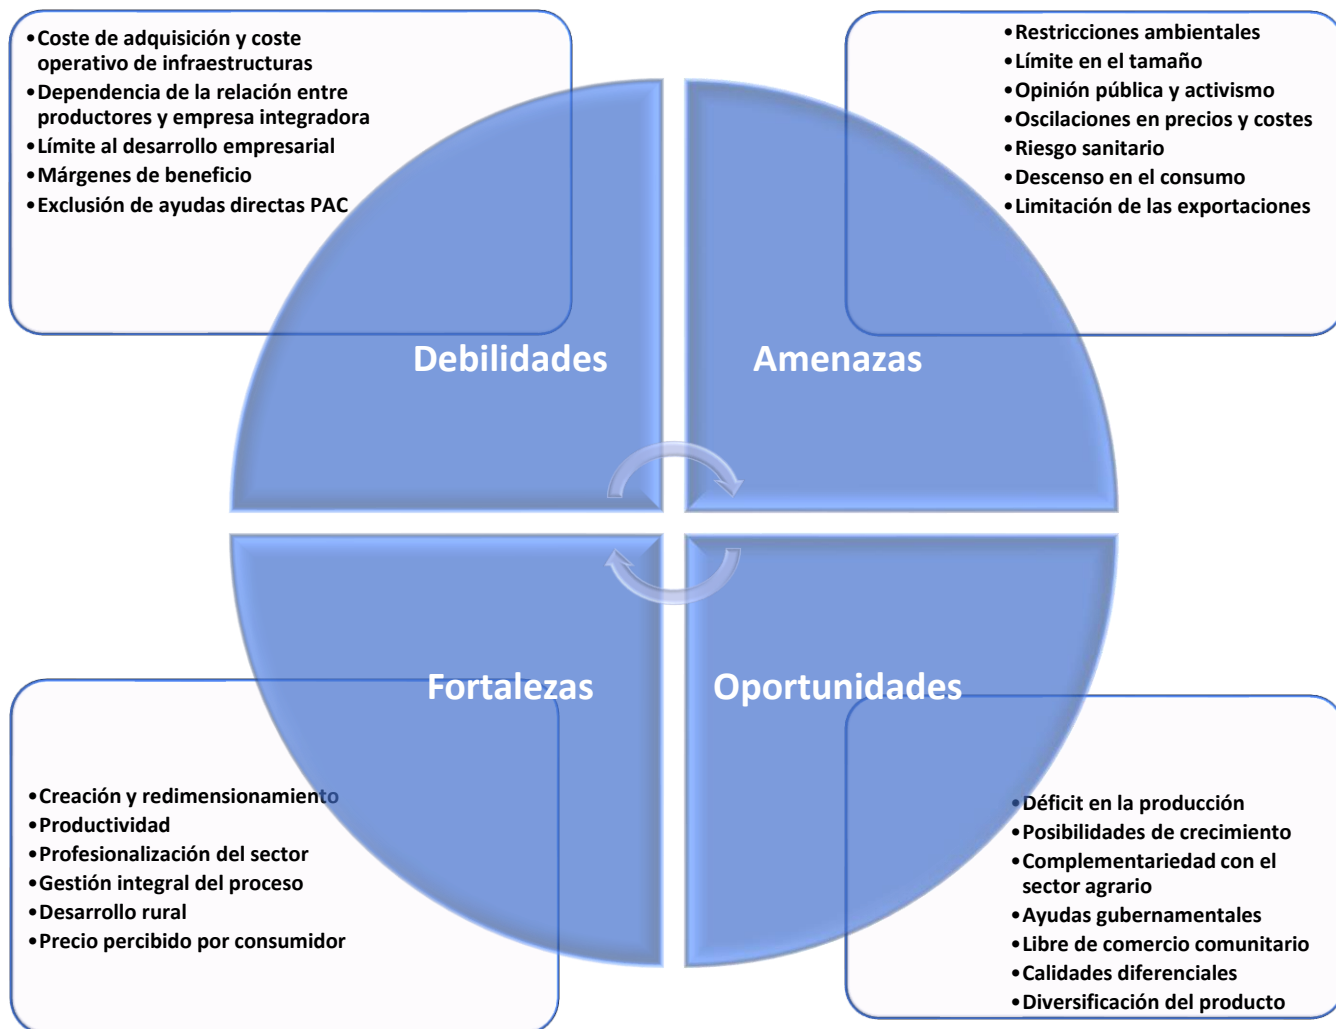 •Coste de adquisición y coste
operativo de infraestructuras
•Dependencia de la relación entre
productores y empresa integradora
•Límite al desarrollo empresarial
•Márgenes de beneficio
•Exclusión de ayudas directas PAC
•Restricciones ambientales
•Límite en el tamaño
•Opinión pública y activismo
•Oscilaciones en precios y costes
•Riesgo sanitario
•Descenso en el consumo
•Limitación de las exportaciones
Debilidades
Amenazas
Fortalezas
Oportunidades
•Creación y redimensionamiento
•Productividad
•Profesionalización del sector
•Gestión integral del proceso
•Desarrollo rural
•Precio percibido por consumidor
•Déficit en la producción
•Posibilidades de crecimiento
•Complementariedad con el
sector agrario
•Ayudas gubernamentales
•Libre de comercio comunitario
•Calidades diferenciales
•Diversificación del producto